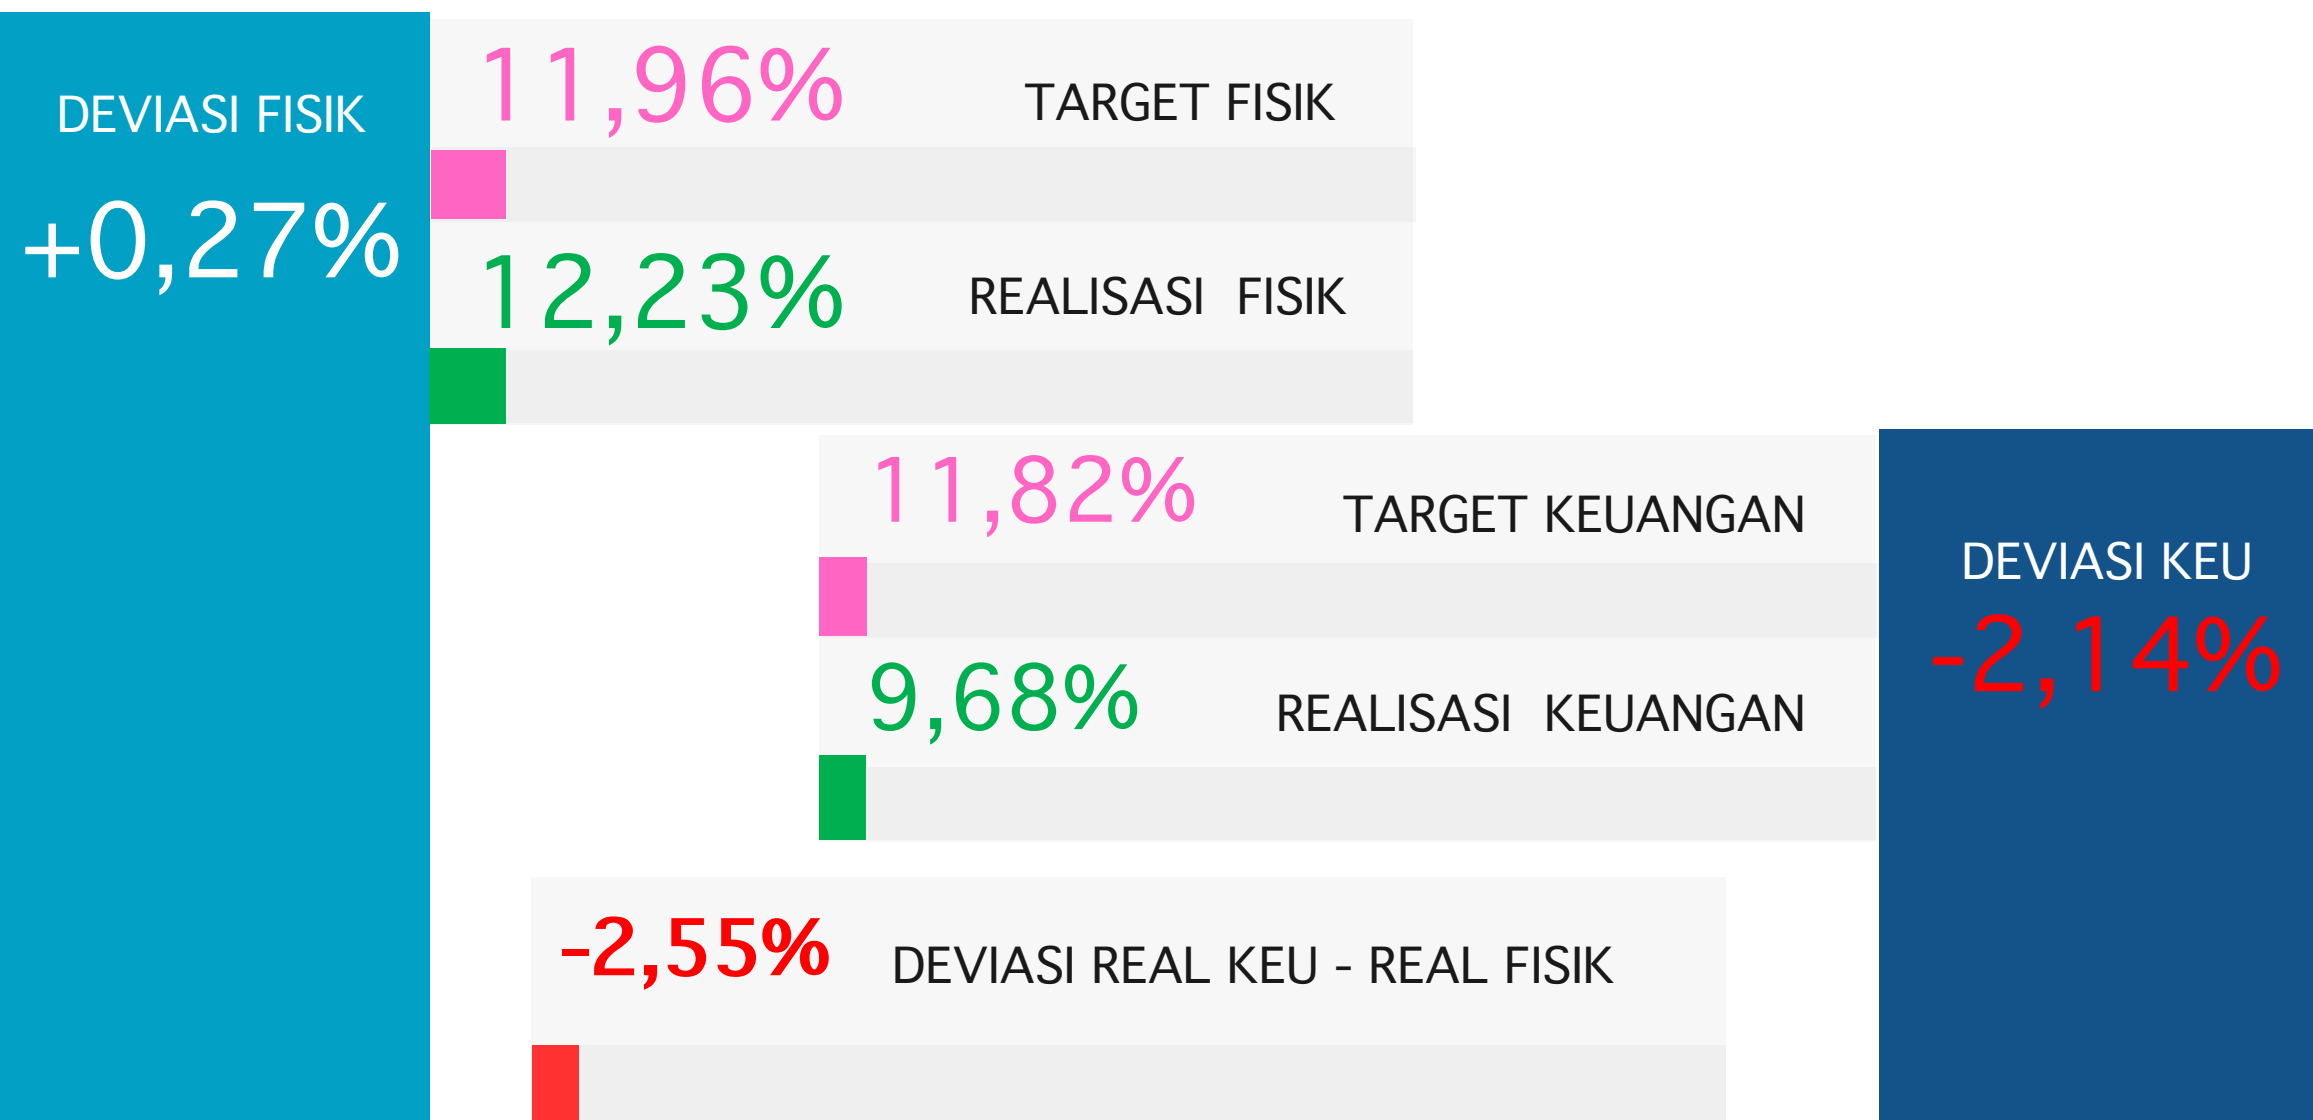 DEVIASI FISIK
+0,27%
11,96% TARGET FISIK
12,23% REALISASI FISIK
11,82% TARGET KEUANGAN
9,68% REALISASI KEUANGAN
DEVIASI KEU
-2,14%
-2,55% DEVIASI REAL KEU - REAL FISIK